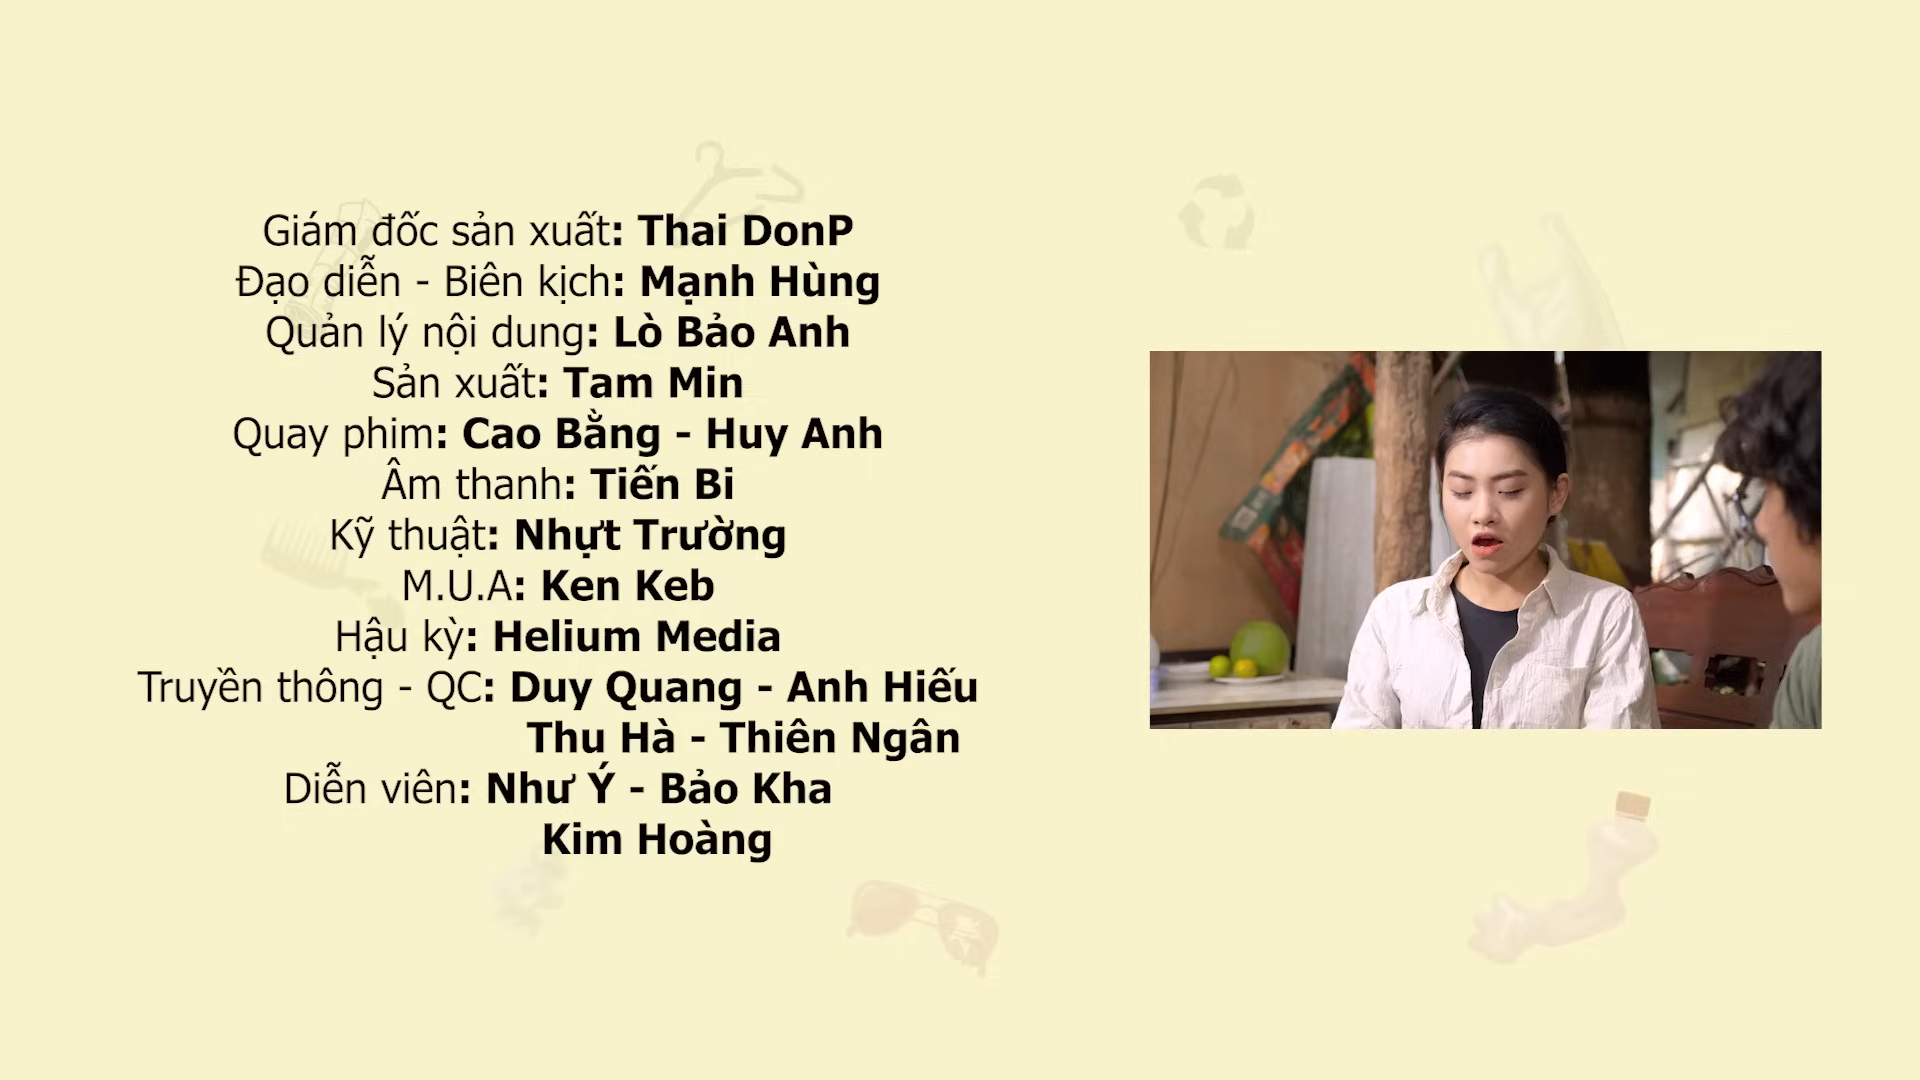 Giám đốc sản xuất: Thai DonP
Đạo diễn - Biên kịch: Mạnh Hùng
Quản lý nội dung: Lò Bảo Anh
Sản xuất: Tam Min
Quay phim: Cao Bằng - Huy Anh
Âm thanh: Tiến Bi
Kỹ thuật: Nhựt Trường
M.U.A: Ken Keb
Hậu kỳ: Helium Media
Truyền thông - QC: Duy Quang - Anh Hiếu
Thu Hà - Thiên Ngân
Diễn viên: Như Ý - Bảo Kha
Kim Hoàng